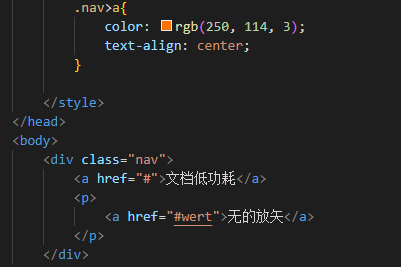 .nav>a{
color: rgb(250, 114, 3);
text-align: center;
}
</style>
</head>
<body>
<div class="nav">
<a href="#">文档低功耗</a>
<p>
<a href="#wert">无的放矢</a>
</p>
</div>